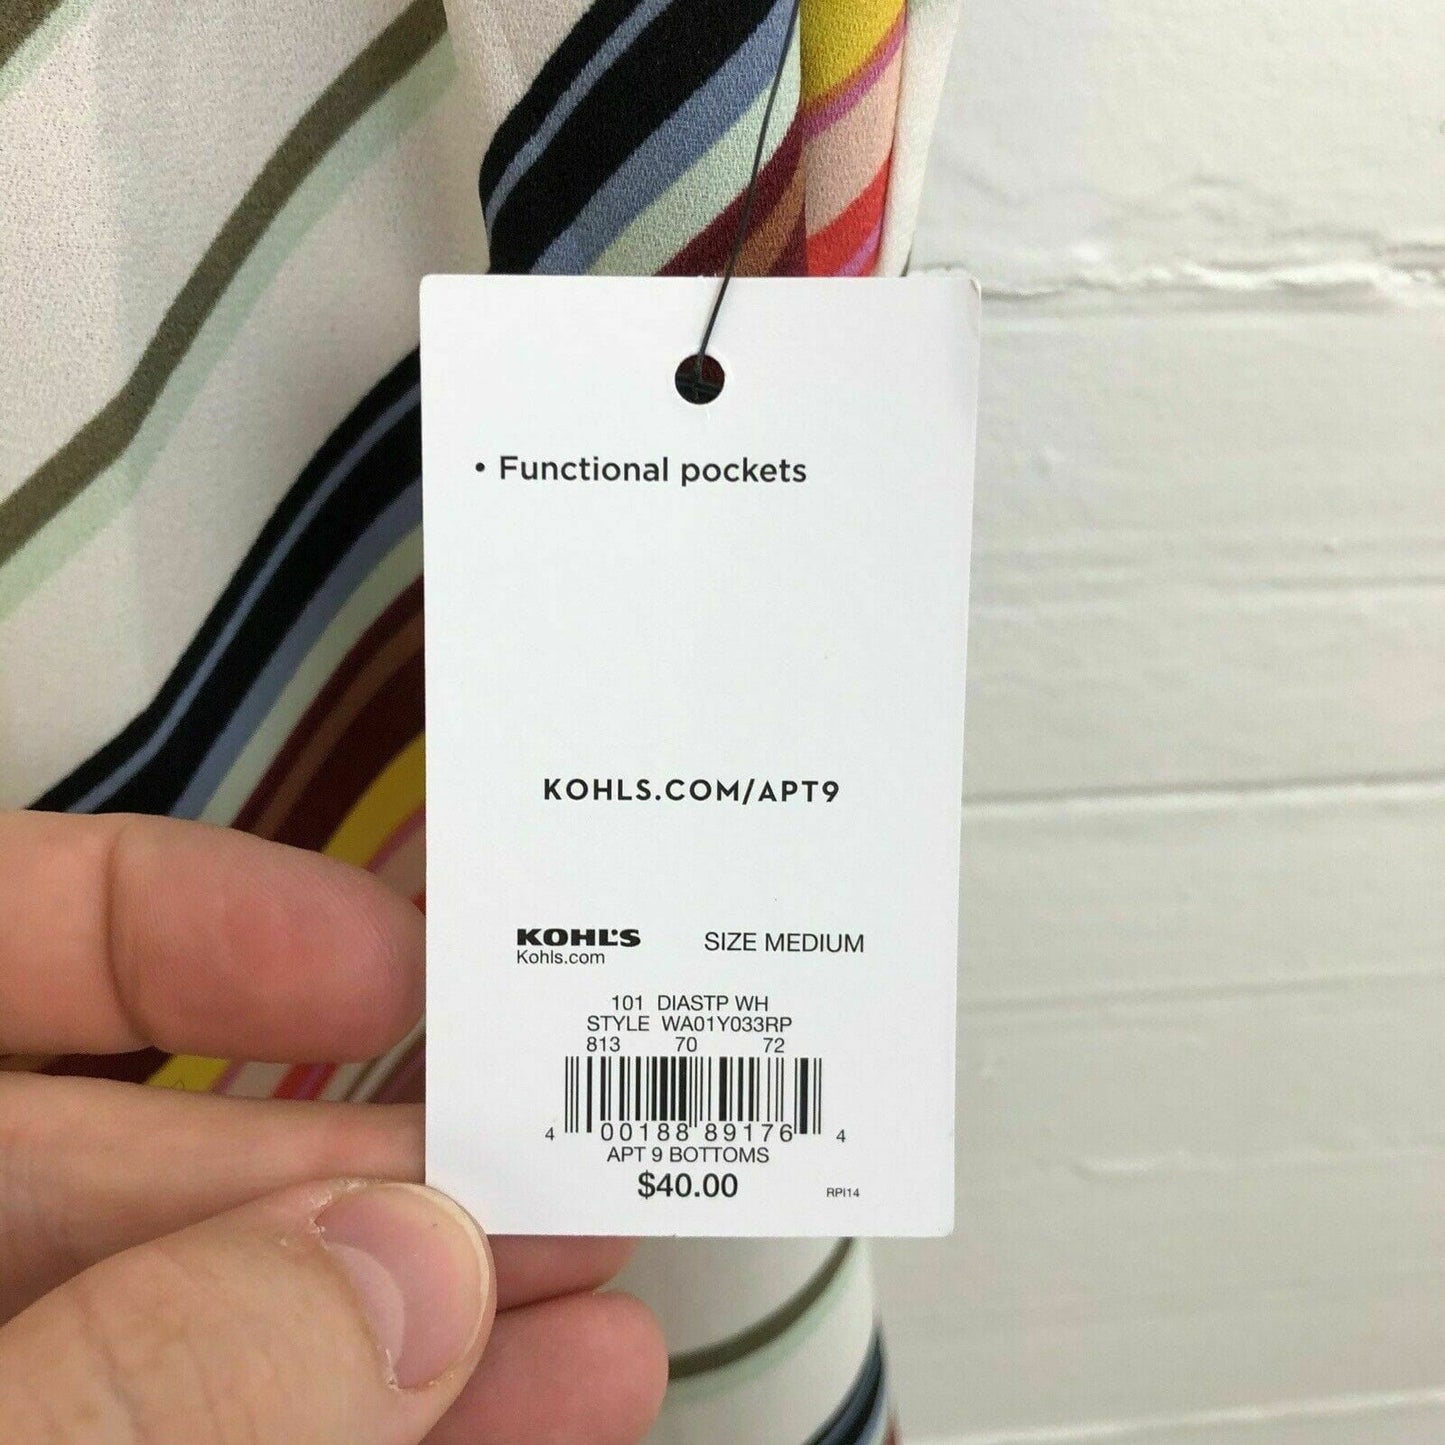 • Functional pockets
KOHLS.COM/APT9
KOHL'S SIZE MEDIUM
Kohls.com
101 DIASTP WH
STYLE WA01Y033RP
813 70 72
4 00188 89176 4
APT 9 BOTTOMS
$40.00
RPI14